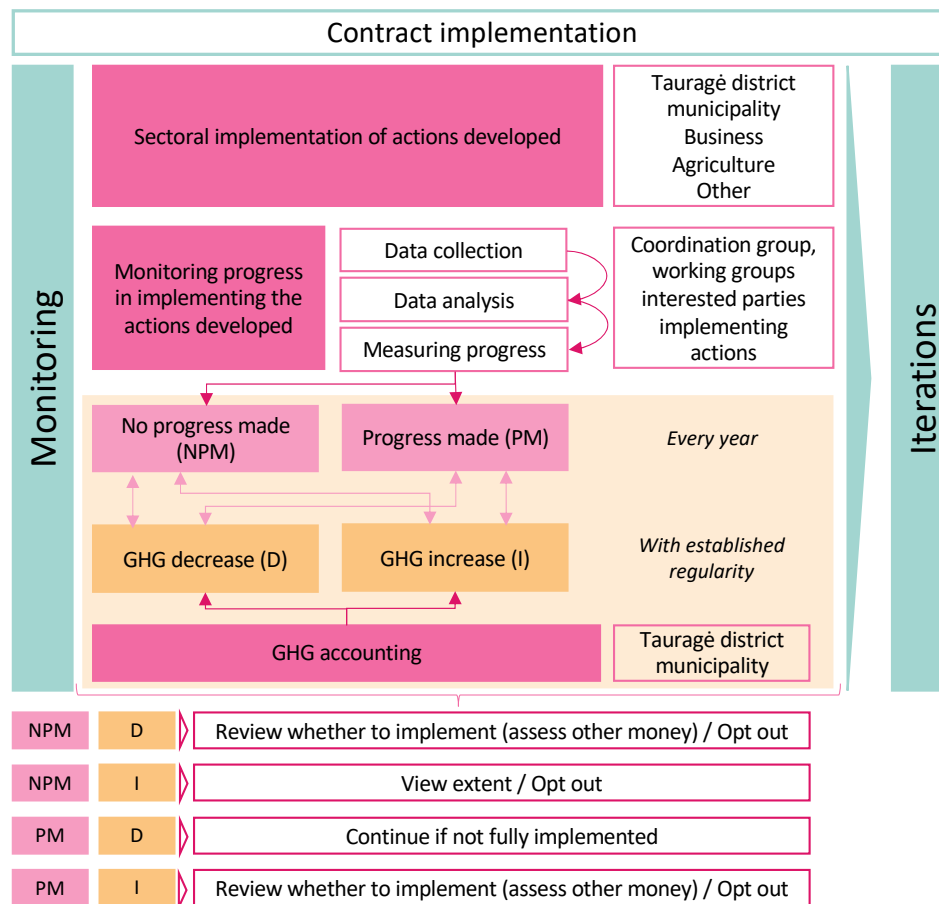 Contract implementation
Monitoring
Sectoral implementation of actions developed
Tauragė district
municipality
Business
Agriculture
Other
Monitoring progress
in implementing the
actions developed
Data collection
Data analysis
Measuring progress
Coordination group,
working groups
interested parties
implementing
actions
Iterations
No progress made
(NPM)
Progress made (PM)
Every year
GHG decrease (D)
GHG increase (I)
With established
regularity
GHG accounting
Tauragė district
municipality
NPM D Review whether to implement (assess other money) / Opt out
NPM I View extent / Opt out
PM D Continue if not fully implemented
PM I Review whether to implement (assess other money) / Opt out